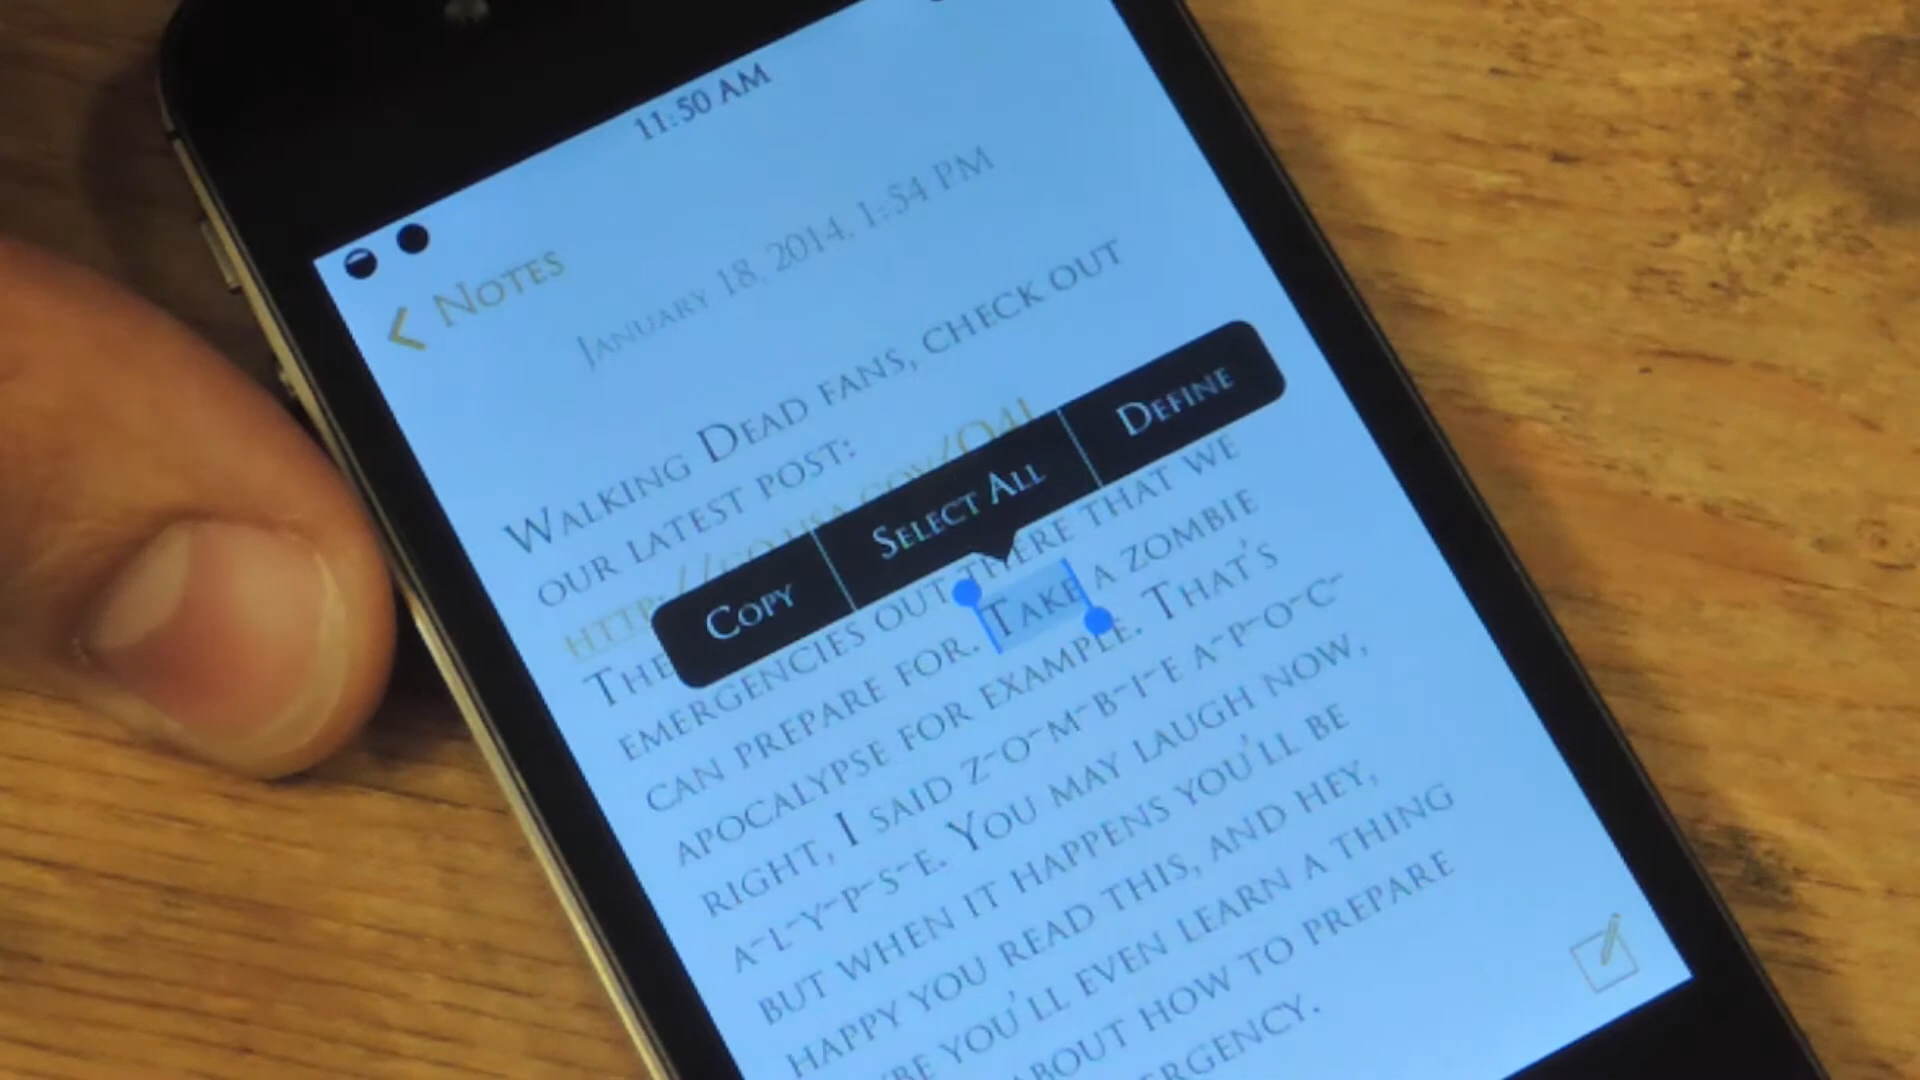 11:50 AM
Notes
January 18, 2014, 1:54 PM
Walking Dead fans, check out
our latest post:
Copy Select All Define
The
emergencies out there that we
can prepare for. Take a zombie
apocalypse for example. That's
right, I said z-o-m-b-i-e a-p-o-c-
a-l-y-p-s-e. You may laugh now,
but when it happens you'll be
happy you read this, and hey,
you'll even learn a thing
about how to prepare